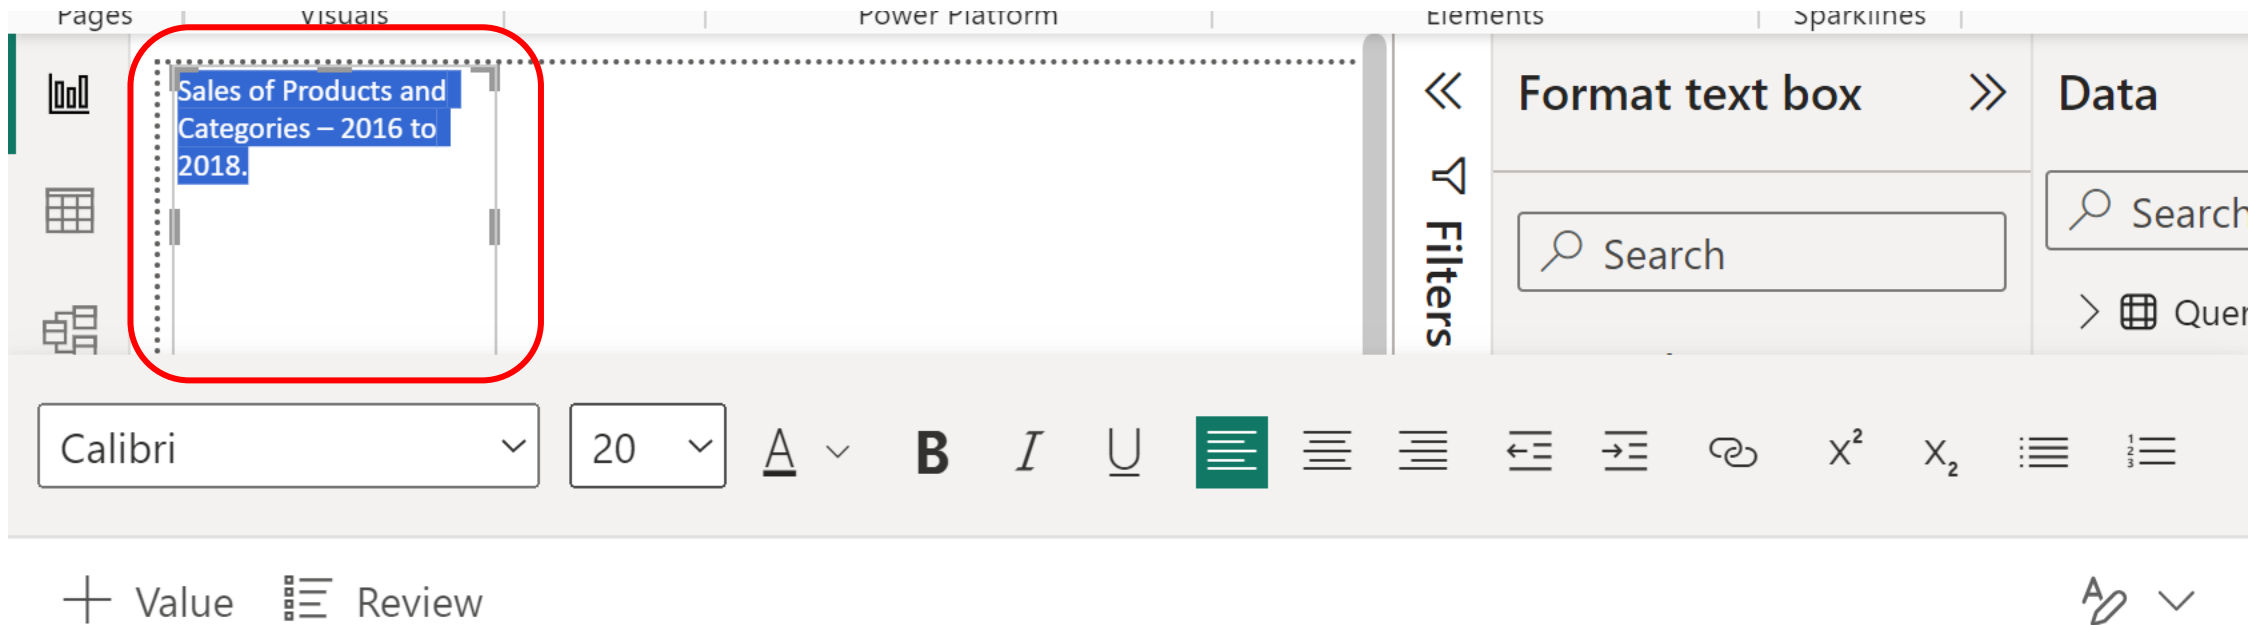 Pages Visuals Power Platform Elements Sparklines
Sales of Products and
Categories – 2016 to
2018.
Filters
Format text box
Search
Data
Search
Calibri 20 A B I U X² X₂
+ Value Review